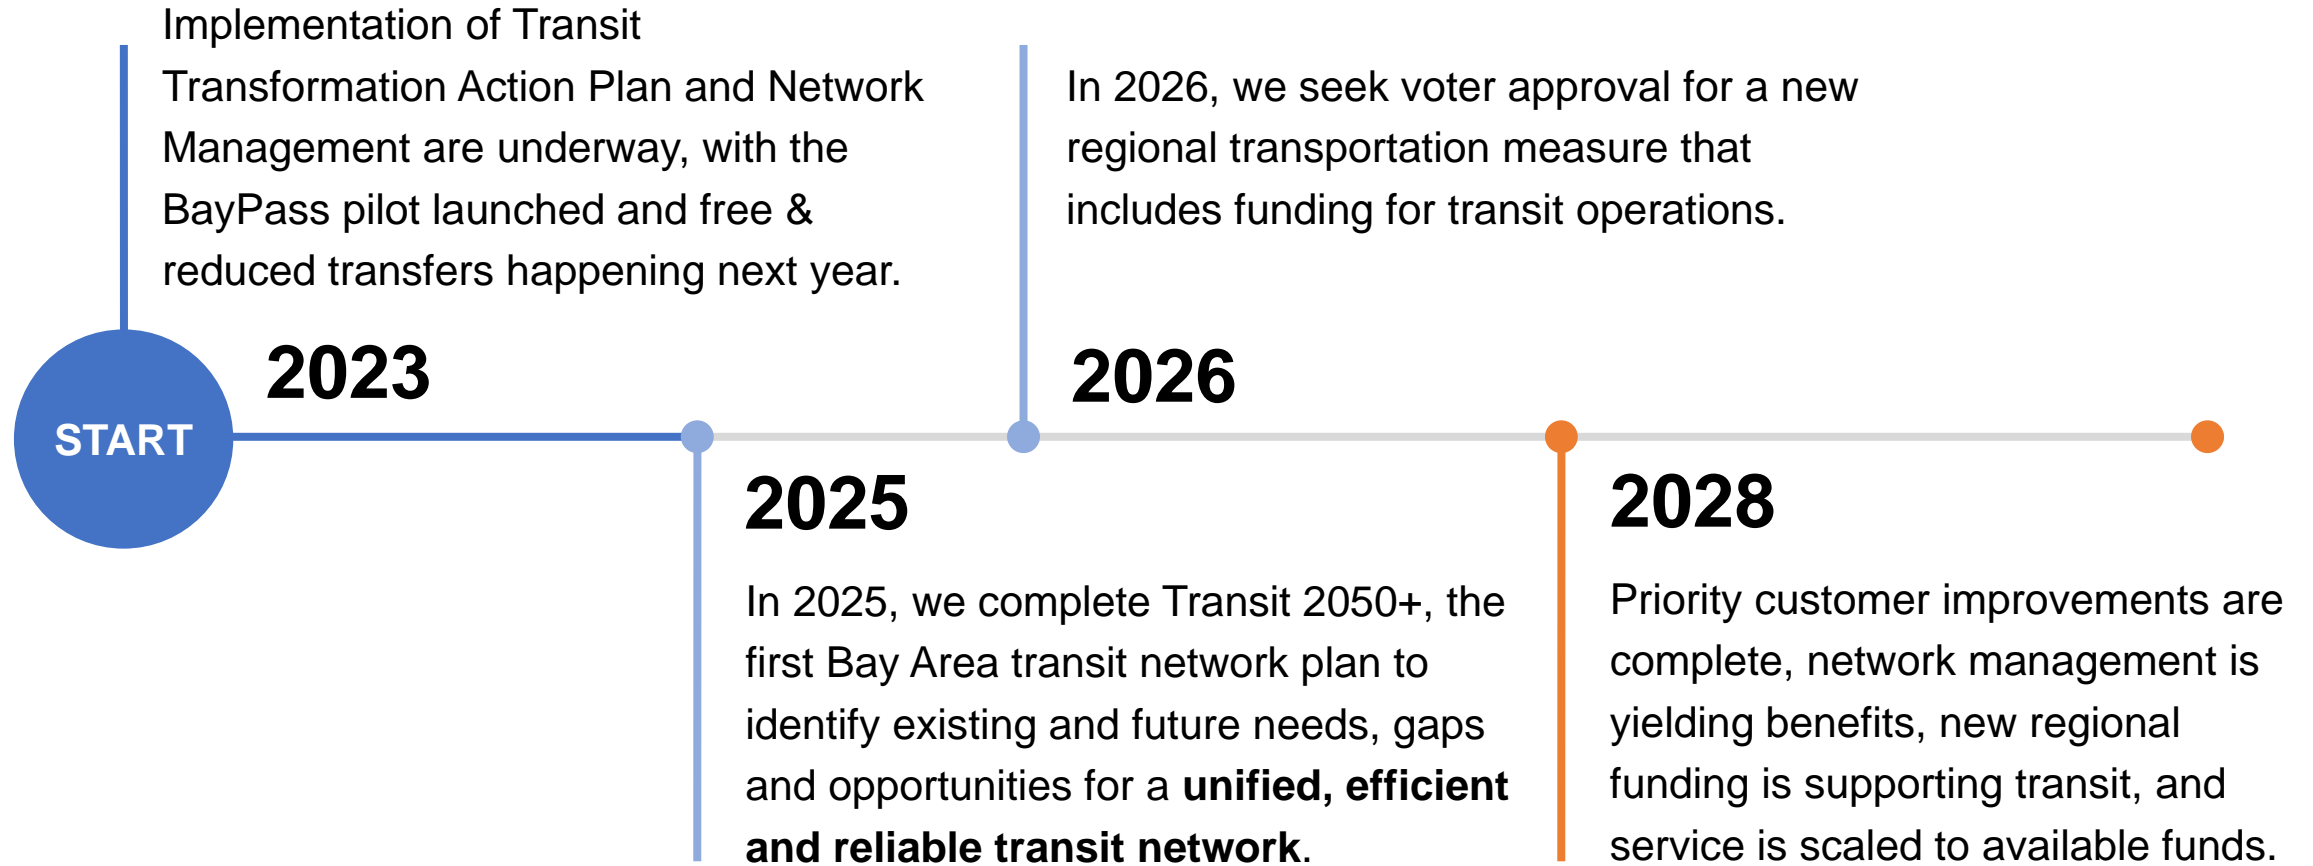 Implementation of Transit
Transformation Action Plan and Network
Management are underway, with the
BayPass pilot launched and free &
reduced transfers happening next year.
In 2026, we seek voter approval for a new
regional transportation measure that
includes funding for transit operations.
2023
2026
START
2025
In 2025, we complete Transit 2050+, the
first Bay Area transit network plan to
identify existing and future needs, gaps
and opportunities for a unified, efficient
and reliable transit network.
2028
Priority customer improvements are
complete, network management is
yielding benefits, new regional
funding is supporting transit, and
service is scaled to available funds.